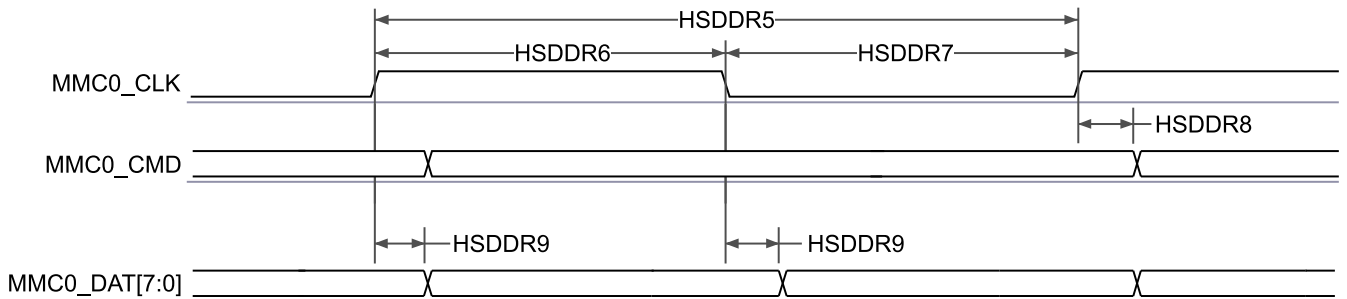 HSDDR5
HSDDR6 HSDDR7
MMC0_CLK
HSDDR8
MMC0_CMD
HSDDR9 HSDDR9
MMC0_DAT[7:0]